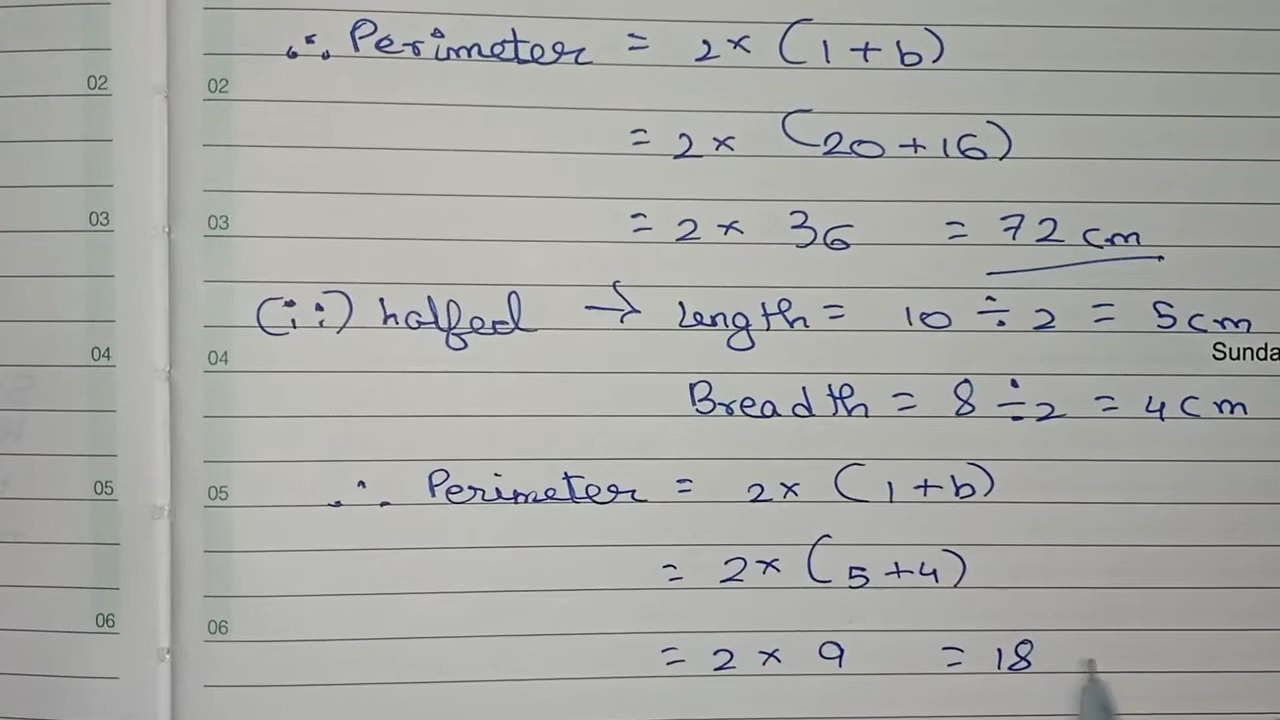 ∴ Perimeter = 2 × (l + b)
02 02
= 2 × (20 + 16)
03 03
= 2 × 36 = 72 cm
(ii) halfed → Length = 10 ÷ 2 = 5 cm
04 04 Sunda
Breadth = 8 ÷ 2 = 4 cm
05 05
∴ Perimeter = 2 × (l + b)
= 2 × (5 + 4)
06 06
= 2 × 9 = 18